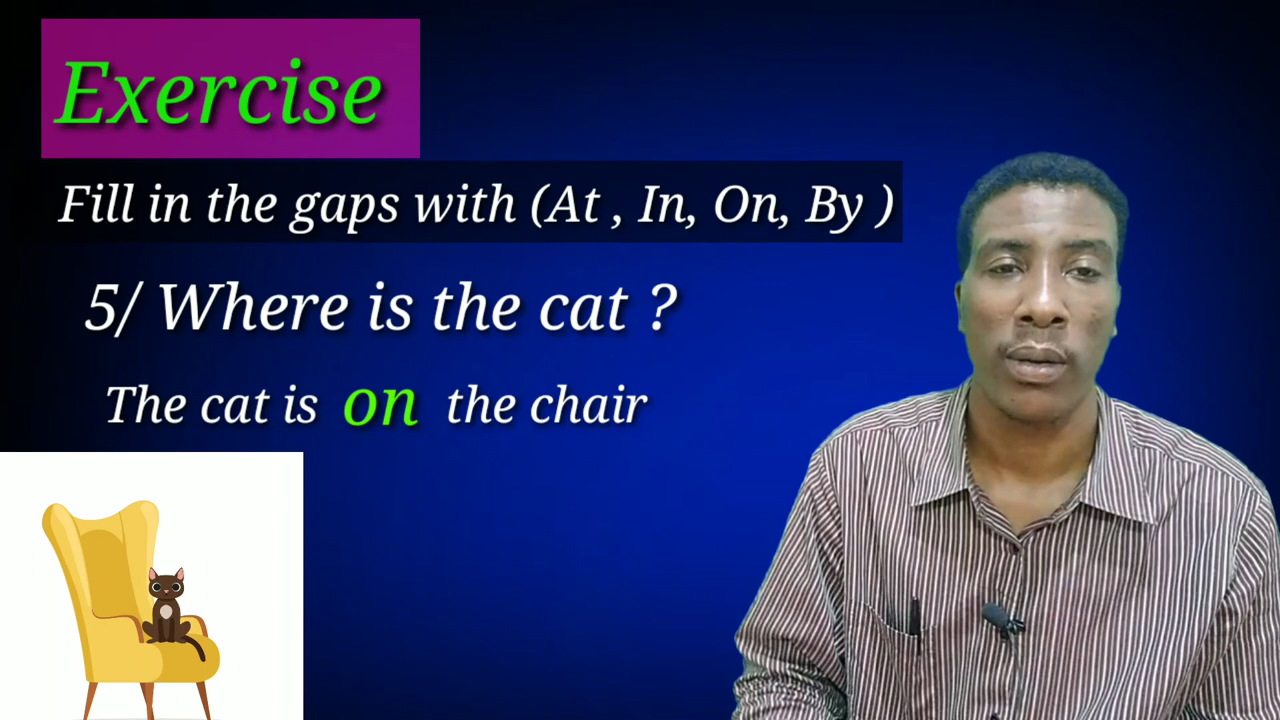 Exercise
Fill in the gaps with (At , In, On, By )
5/ Where is the cat ?
The cat is on the chair